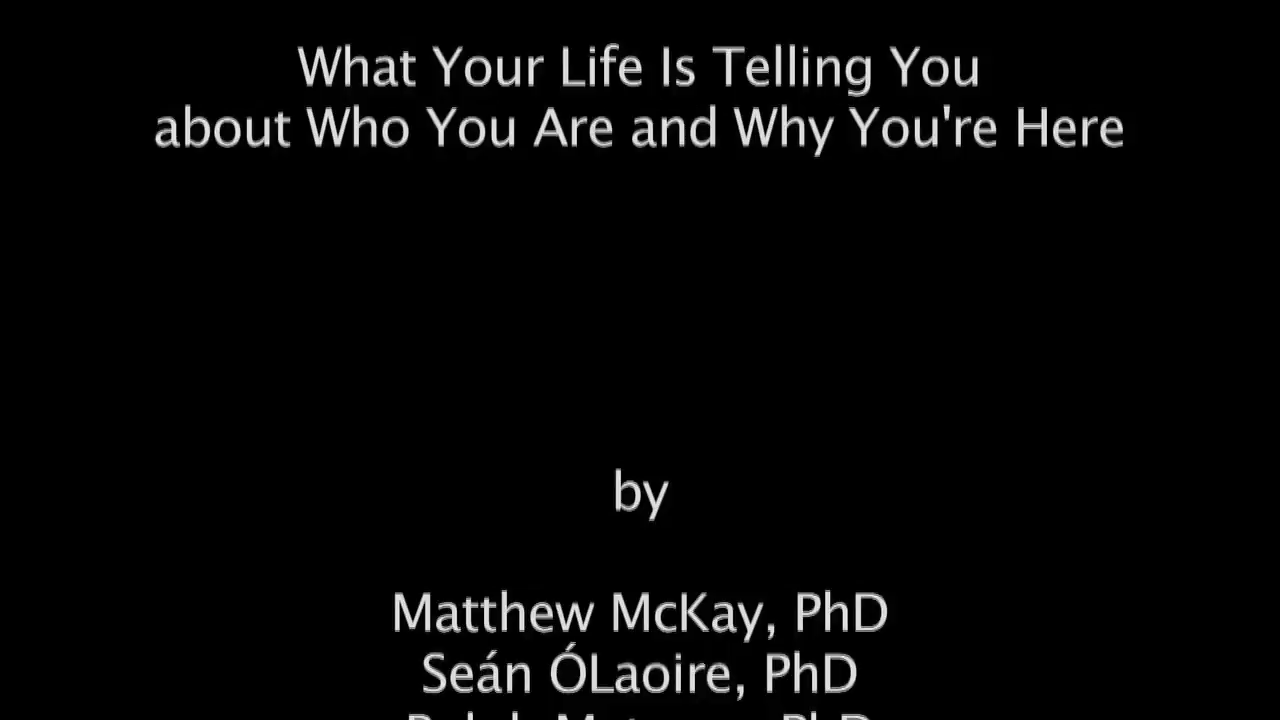 What Your Life Is Telling You
about Who You Are and Why You're Here
by
Matthew McKay, PhD
Seán ÓLaoire, PhD
PhD